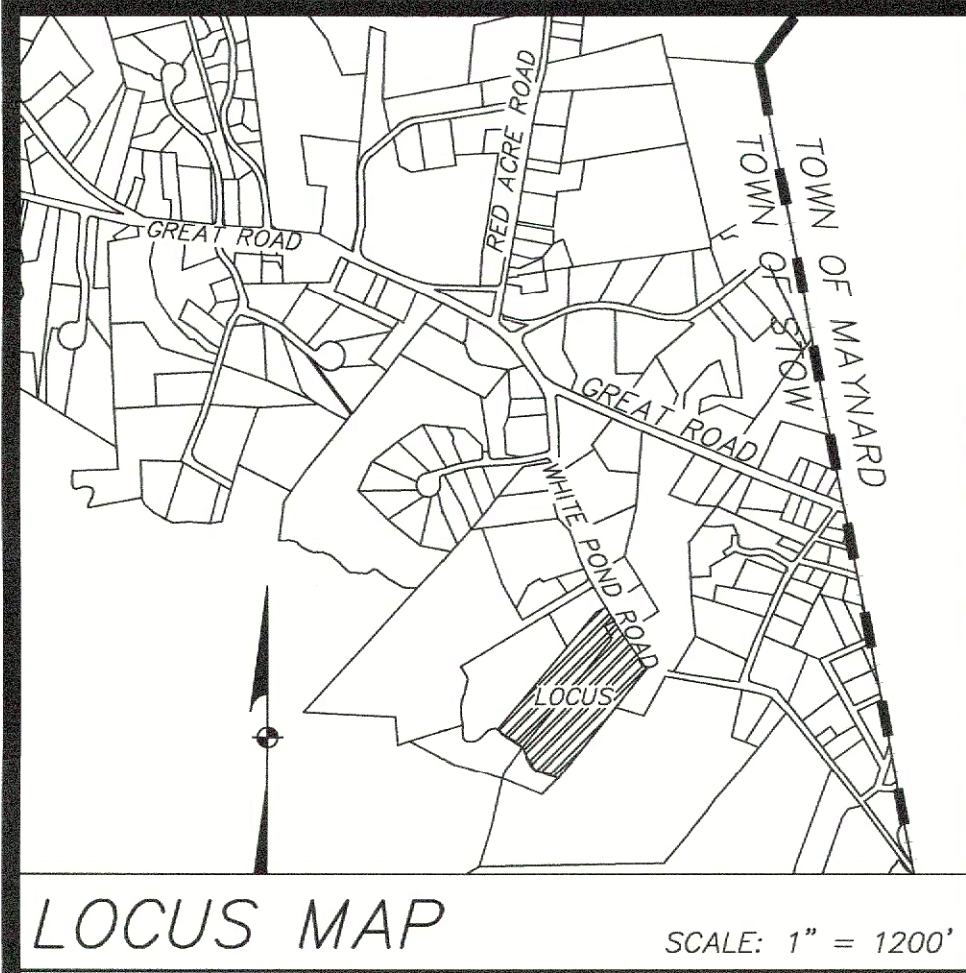 RED ACRE ROAD
TOWN OF STOW
TOWN OF MAYNARD
GREAT ROAD
GREAT ROAD
WHITE POND ROAD
LOCUS
LOCUS MAP
SCALE: 1" = 1200'